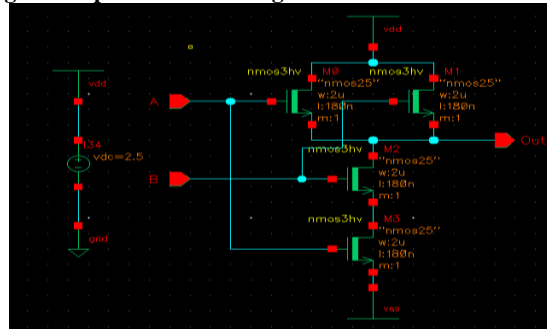 vdd
nmos3hv M0 nmos3hv M1
"nmos25" "nmos25"
w:2u w:2u
l:180n l:180n
m:1 m:1
vdd
A
Out
vdc=2.5
nmos3hv M2
"nmos25"
w:2u
l:180n
m:1
B
nmos3hv M3
"nmos25"
w:2u
l:180n
m:1
gnd
vss